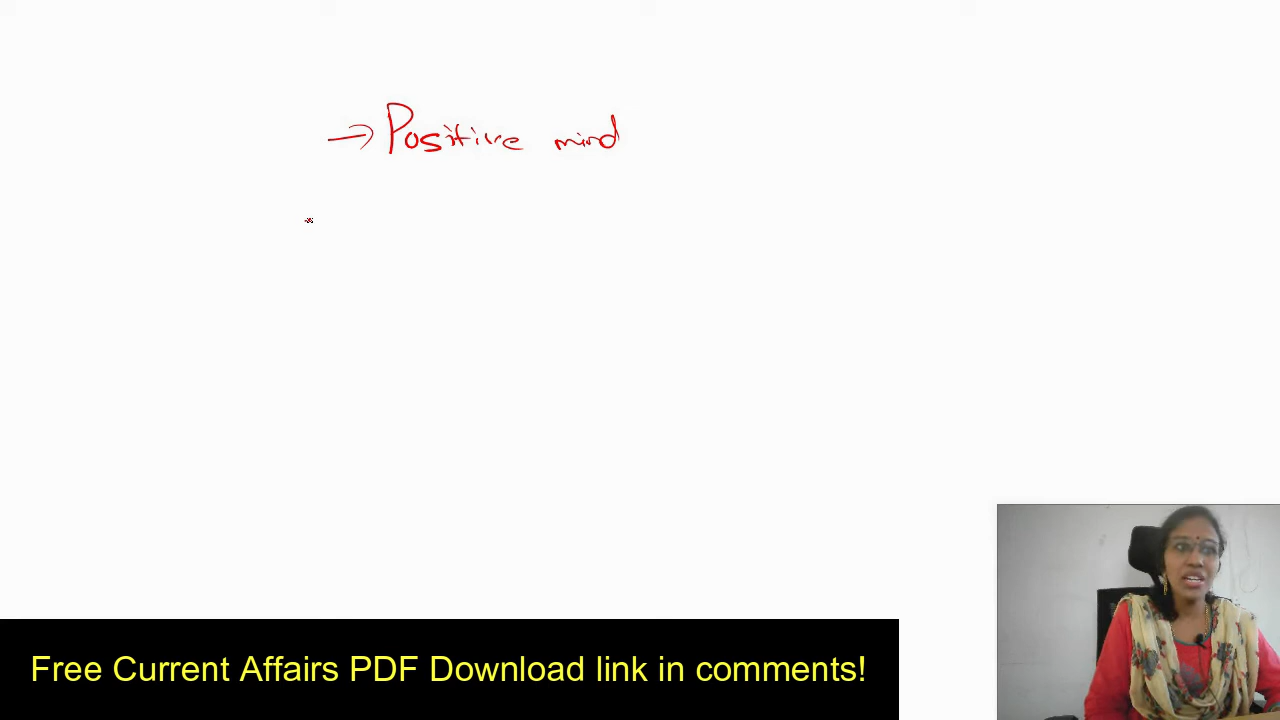 → Positive mind
Free Current Affairs PDF Download link in comments!